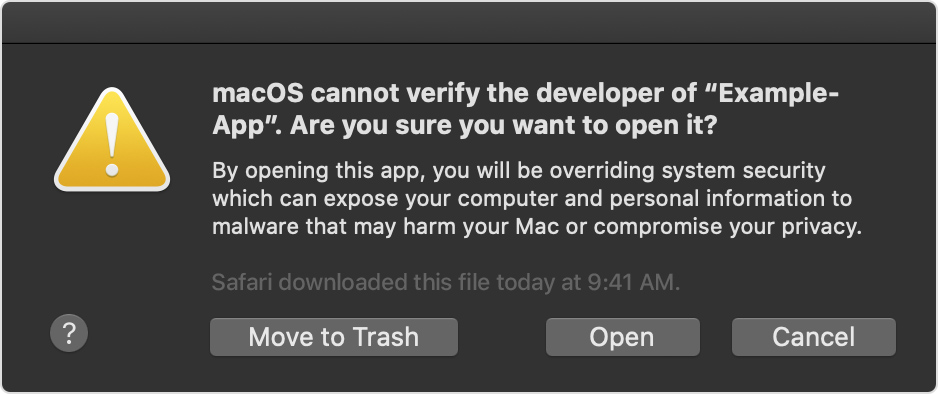 macOS cannot verify the developer of “Example-
App”. Are you sure you want to open it?
By opening this app, you will be overriding system security
which can expose your computer and personal information to
malware that may harm your Mac or compromise your privacy.
Safari downloaded this file today at 9:41 AM.
? Move to Trash Open Cancel